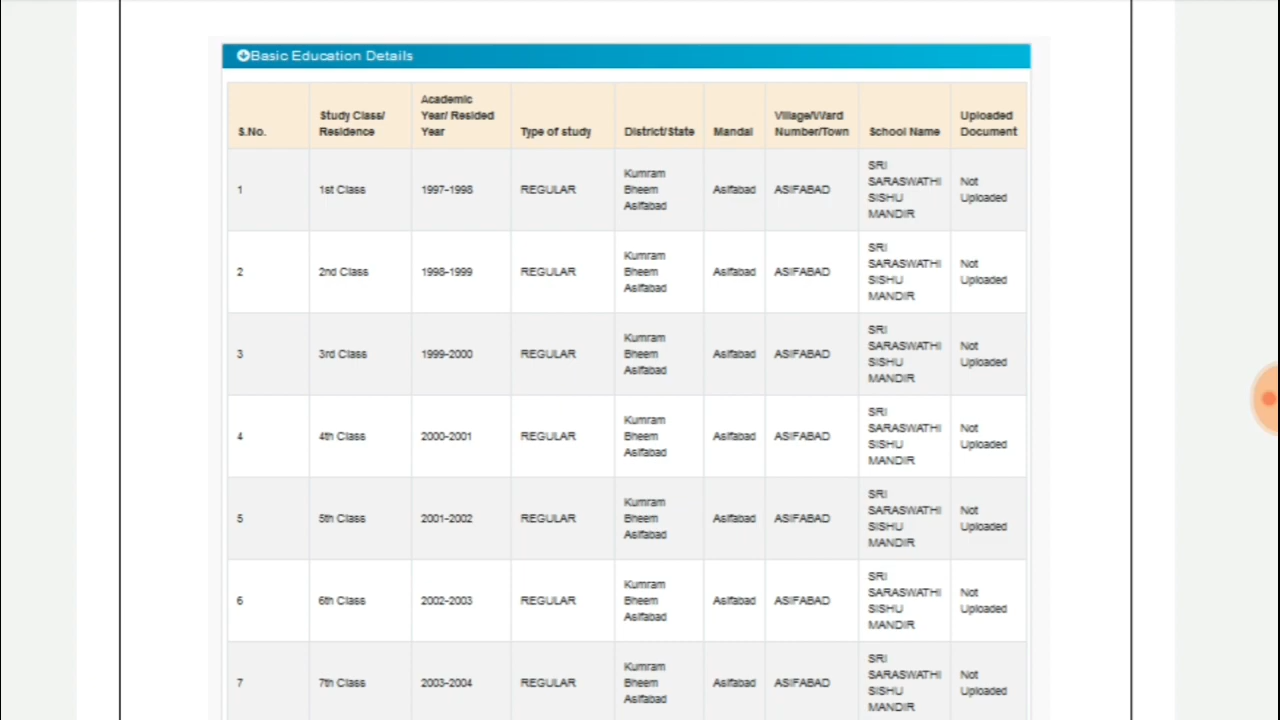 Basic Education Details
S.No. Study Class/ Residence Academic Year/ Resided Year Type of study District/State Mandal Village/Ward Number/Town School Name Uploaded Document
1 1st Class 1997-1998 REGULAR Kumram Bheem Asifabad Asifabad ASIFABAD SRI SARASWATHI SISHU MANDIR Not Uploaded
2 2nd Class 1998-1999 REGULAR Kumram Bheem Asifabad Asifabad ASIFABAD SRI SARASWATHI SISHU MANDIR Not Uploaded
3 3rd Class 1999-2000 REGULAR Kumram Bheem Asifabad Asifabad ASIFABAD SRI SARASWATHI SISHU MANDIR Not Uploaded
4 4th Class 2000-2001 REGULAR Kumram Bheem Asifabad Asifabad ASIFABAD SRI SARASWATHI SISHU MANDIR Not Uploaded
5 5th Class 2001-2002 REGULAR Kumram Bheem Asifabad Asifabad ASIFABAD SRI SARASWATHI SISHU MANDIR Not Uploaded
6 6th Class 2002-2003 REGULAR Kumram Bheem Asifabad Asifabad ASIFABAD SRI SARASWATHI SISHU MANDIR Not Uploaded
7 7th Class 2003-2004 REGULAR Kumram Bheem Asifabad Asifabad ASIFABAD SRI SARASWATHI SISHU MANDIR Not Uploaded